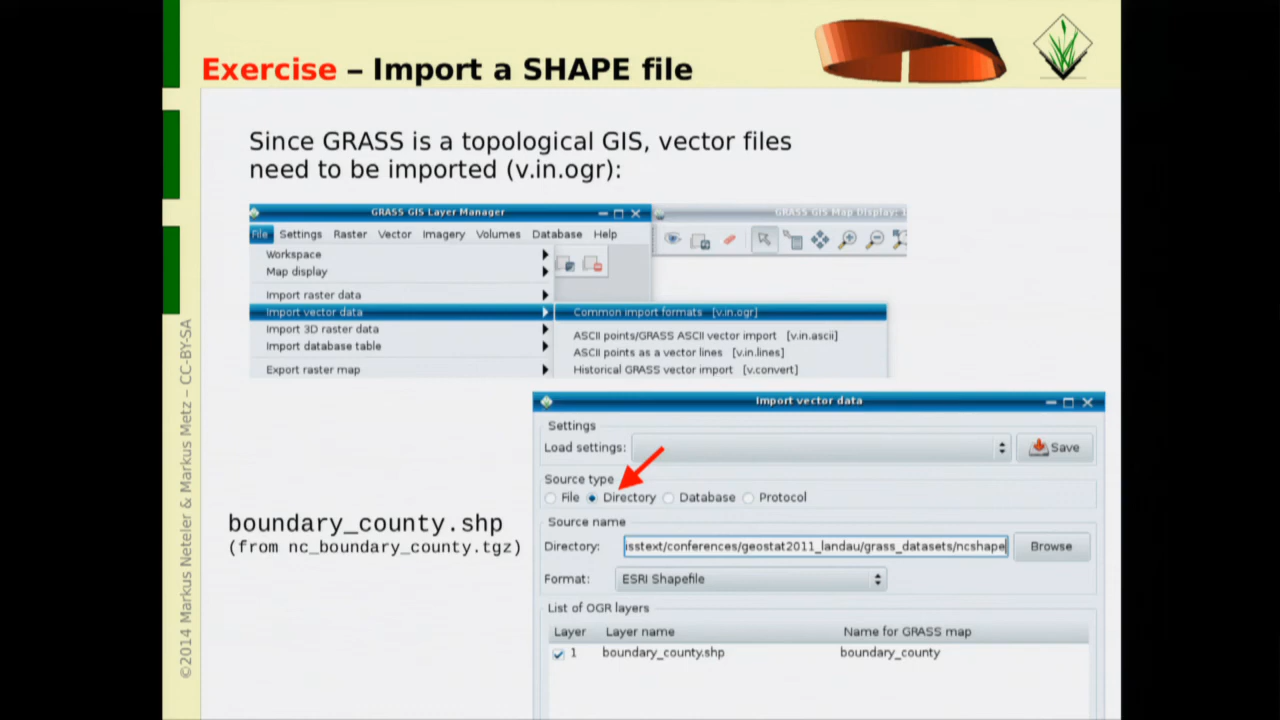 Exercise – Import a SHAPE file
Since GRASS is a topological GIS, vector files
need to be imported (v.in.ogr):
GRASS GIS Layer Manager
GRASS GIS Map Display: 1
File Settings Raster Vector Imagery Volumes Database Help
Workspace
Map display
Import raster data
Import vector data
Common import formats [v.in.ogr]
Import 3D raster data
ASCII points/GRASS ASCII vector import [v.in.ascii]
Import database table
ASCII points as a vector lines [v.in.lines]
Export raster map
Historical GRASS vector import [v.convert]
Import vector data
Settings
Load settings:
Save
Source type
File Directory Database Protocol
boundary_county.shp
(from nc_boundary_county.tgz)
Source name
Directory: isstext/conferences/geostat2011_landau/grass_datasets/ncshape Browse
Format: ESRI Shapefile
List of OGR layers
Layer Layer name Name for GRASS map
1 boundary_county.shp boundary_county
©2014 Markus Neteler & Markus Metz – CC-BY-SA